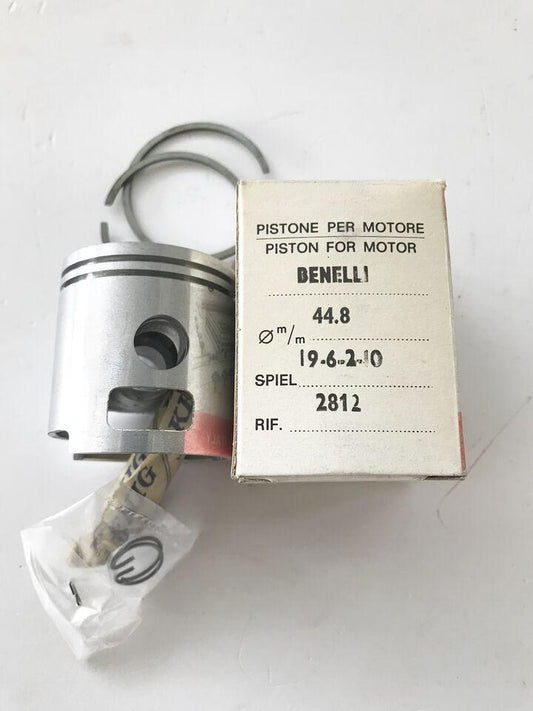 PISTONE PER MOTORE
PISTON FOR MOTOR
BENELLI
44.8
Ø m/m
19-6-2-10
SPIEL
2812
RIF.